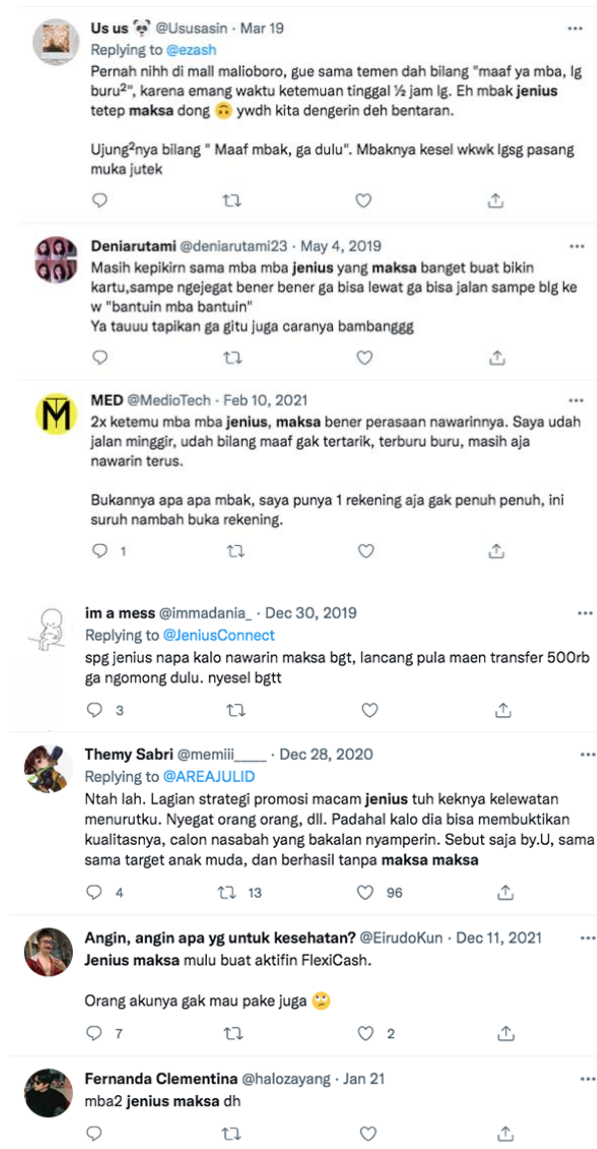 Us us 🐼 @Ususasin · Mar 19
Replying to @ezash
Pernah nihh di mall malioboro, gue sama temen dah bilang "maaf ya mba, lg
buru²", karena emang waktu ketemuan tinggal ½ jam lg. Eh mbak jenius
tetep maksa dong 🙃 ywdh kita dengerin deh bentaran.
Ujung²nya bilang " Maaf mbak, ga dulu". Mbaknya kesel wkwk lgsg pasang
muka jutek
Deniarutami @deniarutami23 · May 4, 2019
Masih kepikirn sama mba mba jenius yang maksa banget buat bikin
kartu,sampe ngejegat bener bener ga bisa lewat ga bisa jalan sampe blg ke
w "bantuin mba bantuin"
Ya tauuu tapikan ga gitu juga caranya bambanggg
MED @MedioTech · Feb 10, 2021
2x ketemu mba mba jenius, maksa bener perasaan nawarinnya. Saya udah
jalan minggir, udah bilang maaf gak tertarik, terburu buru, masih aja
nawarin terus.
Bukannya apa apa mbak, saya punya 1 rekening aja gak penuh penuh, ini
suruh nambah buka rekening.
1
im a mess @immadania_ · Dec 30, 2019
Replying to @JeniusConnect
spg jenius napa kalo nawarin maksa bgt, lancang pula maen transfer 500rb
ga ngomong dulu. nyesel bgtt
3
Themy Sabri @memiii_____ · Dec 28, 2020
Replying to @AREAJULID
Ntah lah. Lagian strategi promosi macam jenius tuh keknya kelewatan
menurutku. Nyegat orang orang, dll. Padahal kalo dia bisa membuktikan
kualitasnya, calon nasabah yang bakalan nyamperin. Sebut saja by.U, sama
sama target anak muda, dan berhasil tanpa maksa maksa
4 13 96
Angin, angin apa yg untuk kesehatan? @EirudoKun · Dec 11, 2021
Jenius maksa mulu buat aktifin FlexiCash.
Orang akunya gak mau pake juga 🙄
7 2
Fernanda Clementina @halozayang · Jan 21
mba2 jenius maksa dh